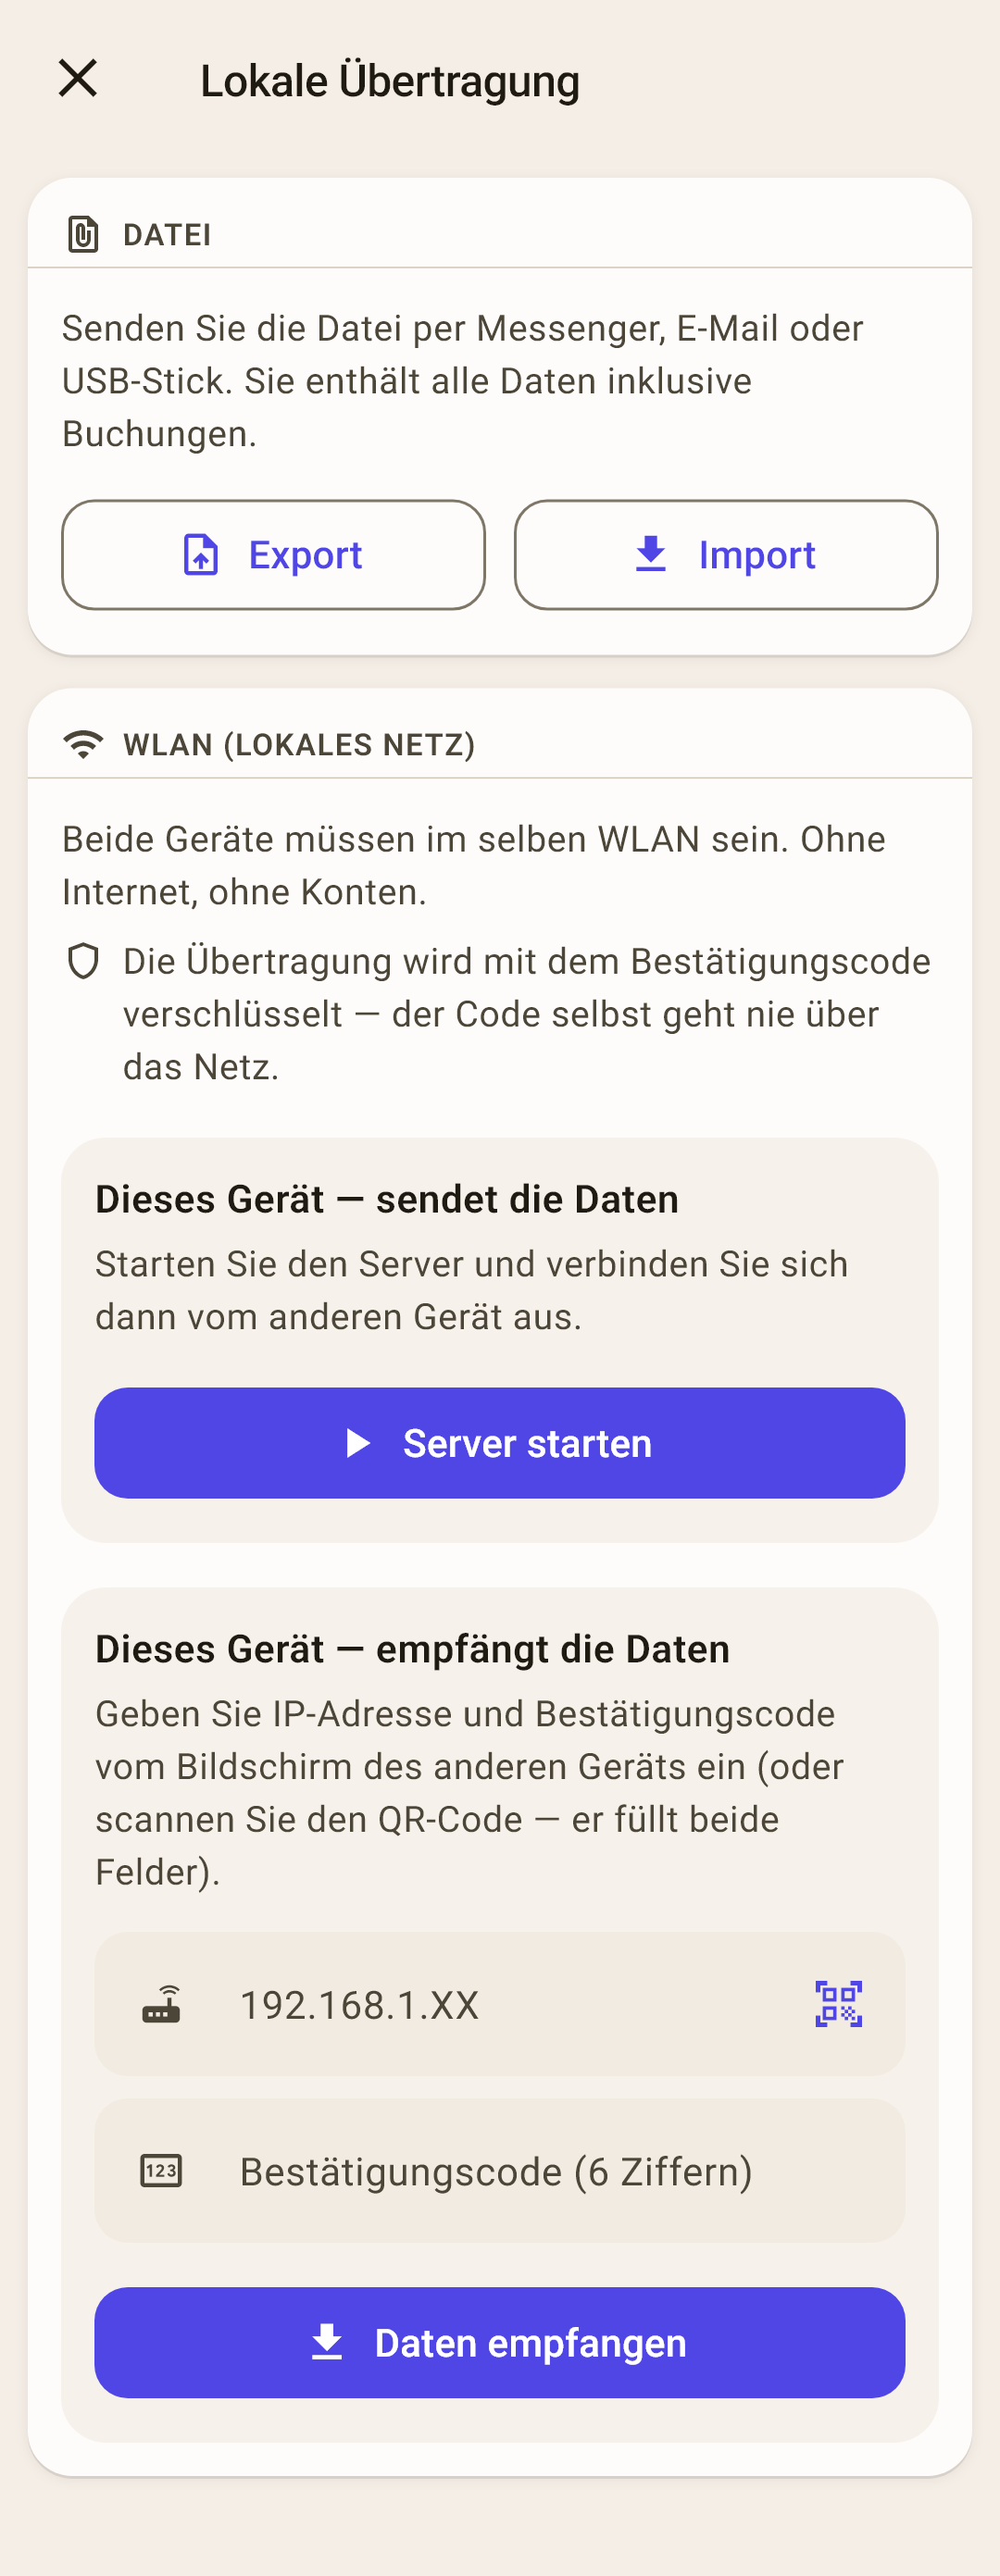 Lokale Übertragung
DATEI
Senden Sie die Datei per Messenger, E-Mail oder
USB-Stick. Sie enthält alle Daten inklusive
Buchungen.
Export
Import
WLAN (LOKALES NETZ)
Beide Geräte müssen im selben WLAN sein. Ohne
Internet, ohne Konten.
Die Übertragung wird mit dem Bestätigungscode
verschlüsselt — der Code selbst geht nie über
das Netz.
Dieses Gerät — sendet die Daten
Starten Sie den Server und verbinden Sie sich
dann vom anderen Gerät aus.
Server starten
Dieses Gerät — empfängt die Daten
Geben Sie IP-Adresse und Bestätigungscode
vom Bildschirm des anderen Geräts ein (oder
scannen Sie den QR-Code — er füllt beide
Felder).
192.168.1.XX
123
Bestätigungscode (6 Ziffern)
Daten empfangen